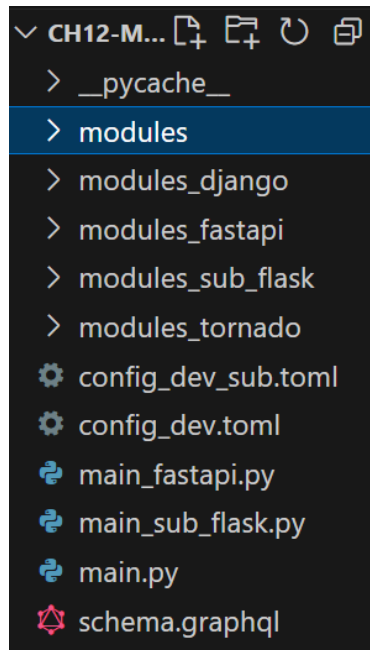 CH12-M...
__pycache__
modules
modules_django
modules_fastapi
modules_sub_flask
modules_tornado
config_dev_sub.toml
config_dev.toml
main_fastapi.py
main_sub_flask.py
main.py
schema.graphql